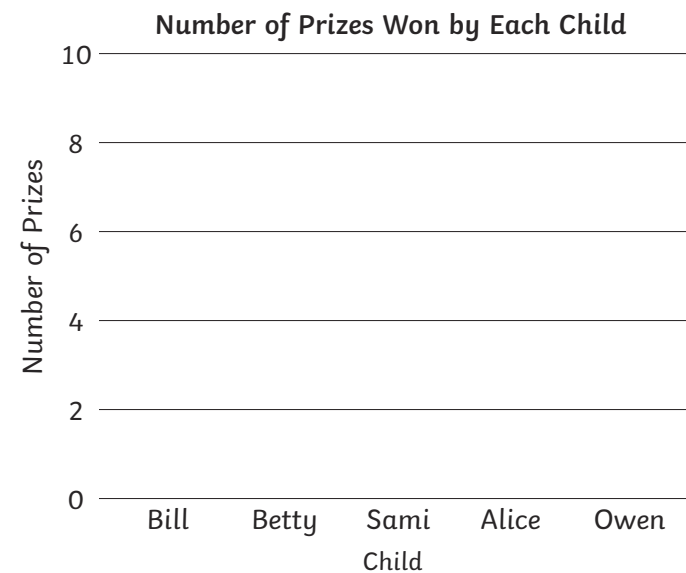 Number of Prizes Won by Each Child
Number of Prizes
10
8
6
4
2
0
Bill Betty Sami Alice Owen
Child